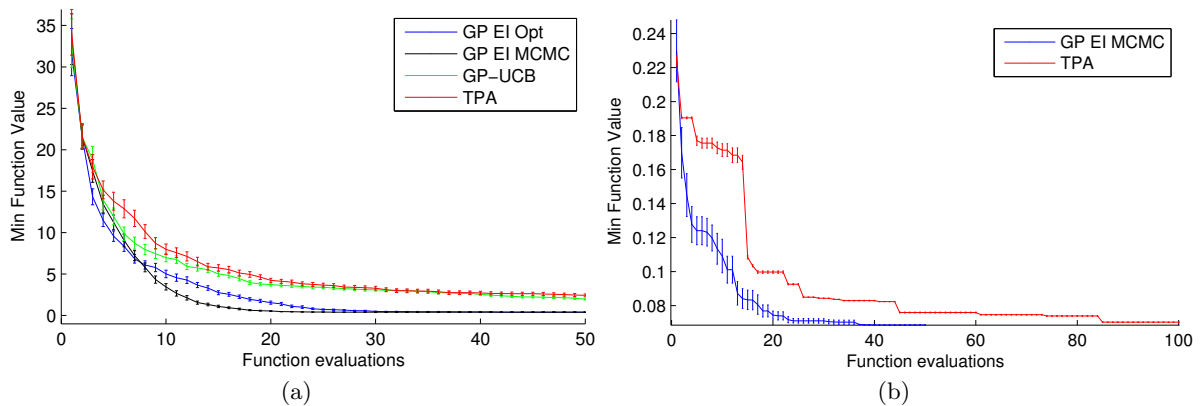 35
30
25
20
15
10
5
0
Min Function Value
0
10
20
30
40
50
Function evaluations
GP EI Opt
GP EI MCMC
GP−UCB
TPA
(a)
0.24
0.22
0.2
0.18
0.16
0.14
0.12
0.1
0.08
Min Function Value
0
20
40
60
80
100
Function evaluations
GP EI MCMC
TPA
(b)